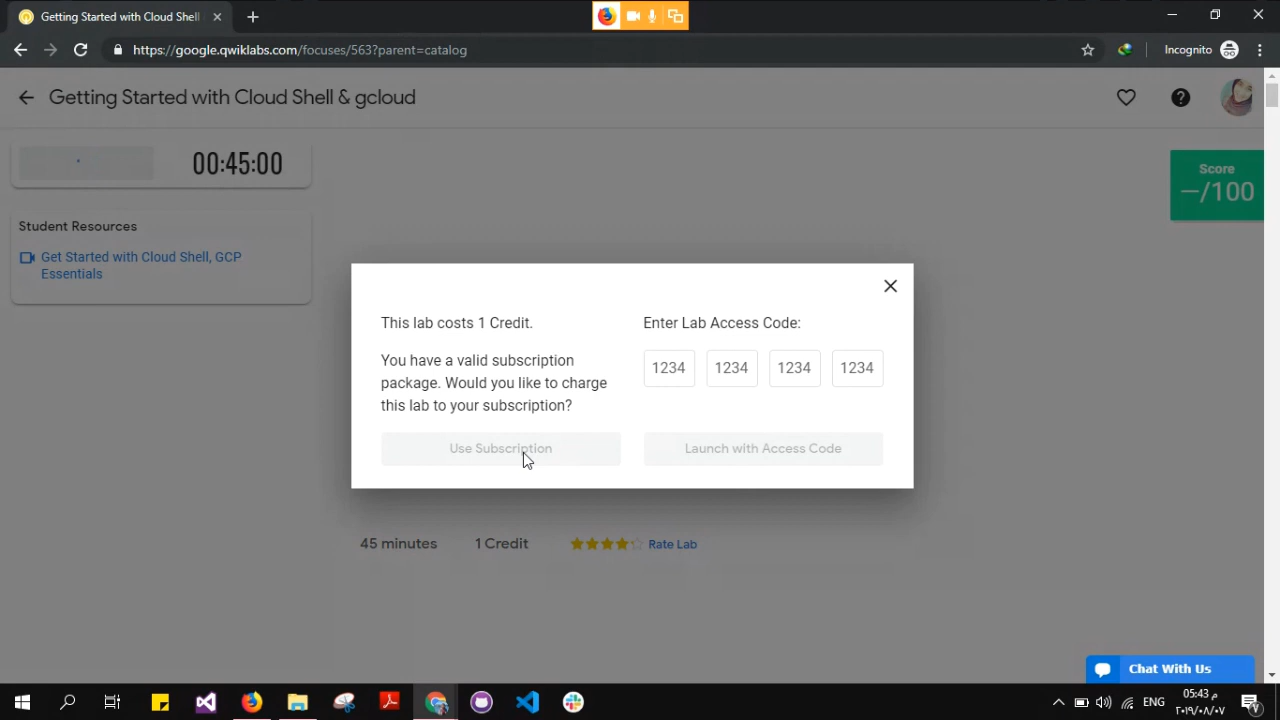 Getting Started with Cloud Shell
https://google.qwiklabs.com/focuses/563?parent=catalog
Incognito
Getting Started with Cloud Shell & gcloud
00:45:00
Score
—/100
Student Resources
Get Started with Cloud Shell, GCP
Essentials
This lab costs 1 Credit.
You have a valid subscription
package. Would you like to charge
this lab to your subscription?
Use Subscription
Enter Lab Access Code:
1234 1234 1234 1234
Launch with Access Code
45 minutes 1 Credit Rate Lab
Chat With Us
ENG
05:43 م
٢٠١٩/٠٨/٠٧